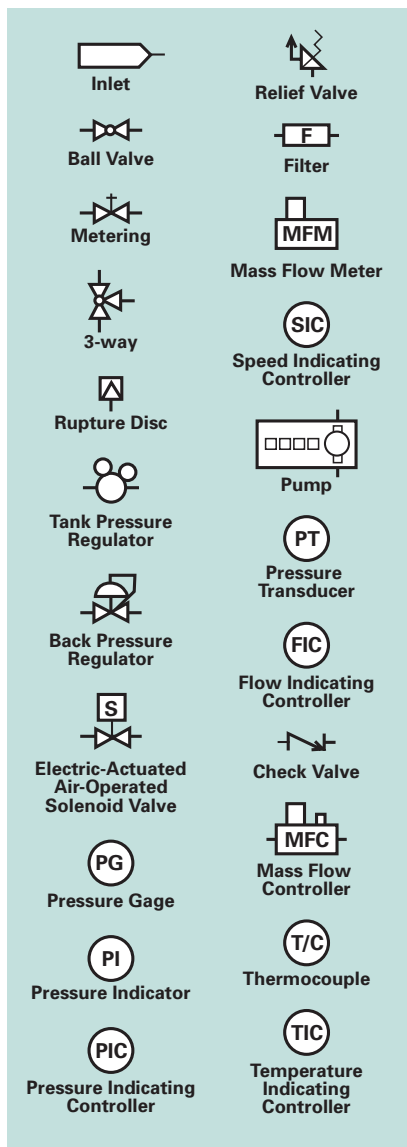 Inlet
Ball Valve
Metering
3-way
Rupture Disc
Tank Pressure
Regulator
Back Pressure
Regulator
S
Electric-Actuated
Air-Operated
Solenoid Valve
PG
Pressure Gage
PI
Pressure Indicator
PIC
Pressure Indicating
Controller
Relief Valve
F
Filter
MFM
Mass Flow Meter
SIC
Speed Indicating
Controller
Pump
PT
Pressure
Transducer
FIC
Flow Indicating
Controller
Check Valve
MFC
Mass Flow
Controller
T/C
Thermocouple
TIC
Temperature
Indicating
Controller